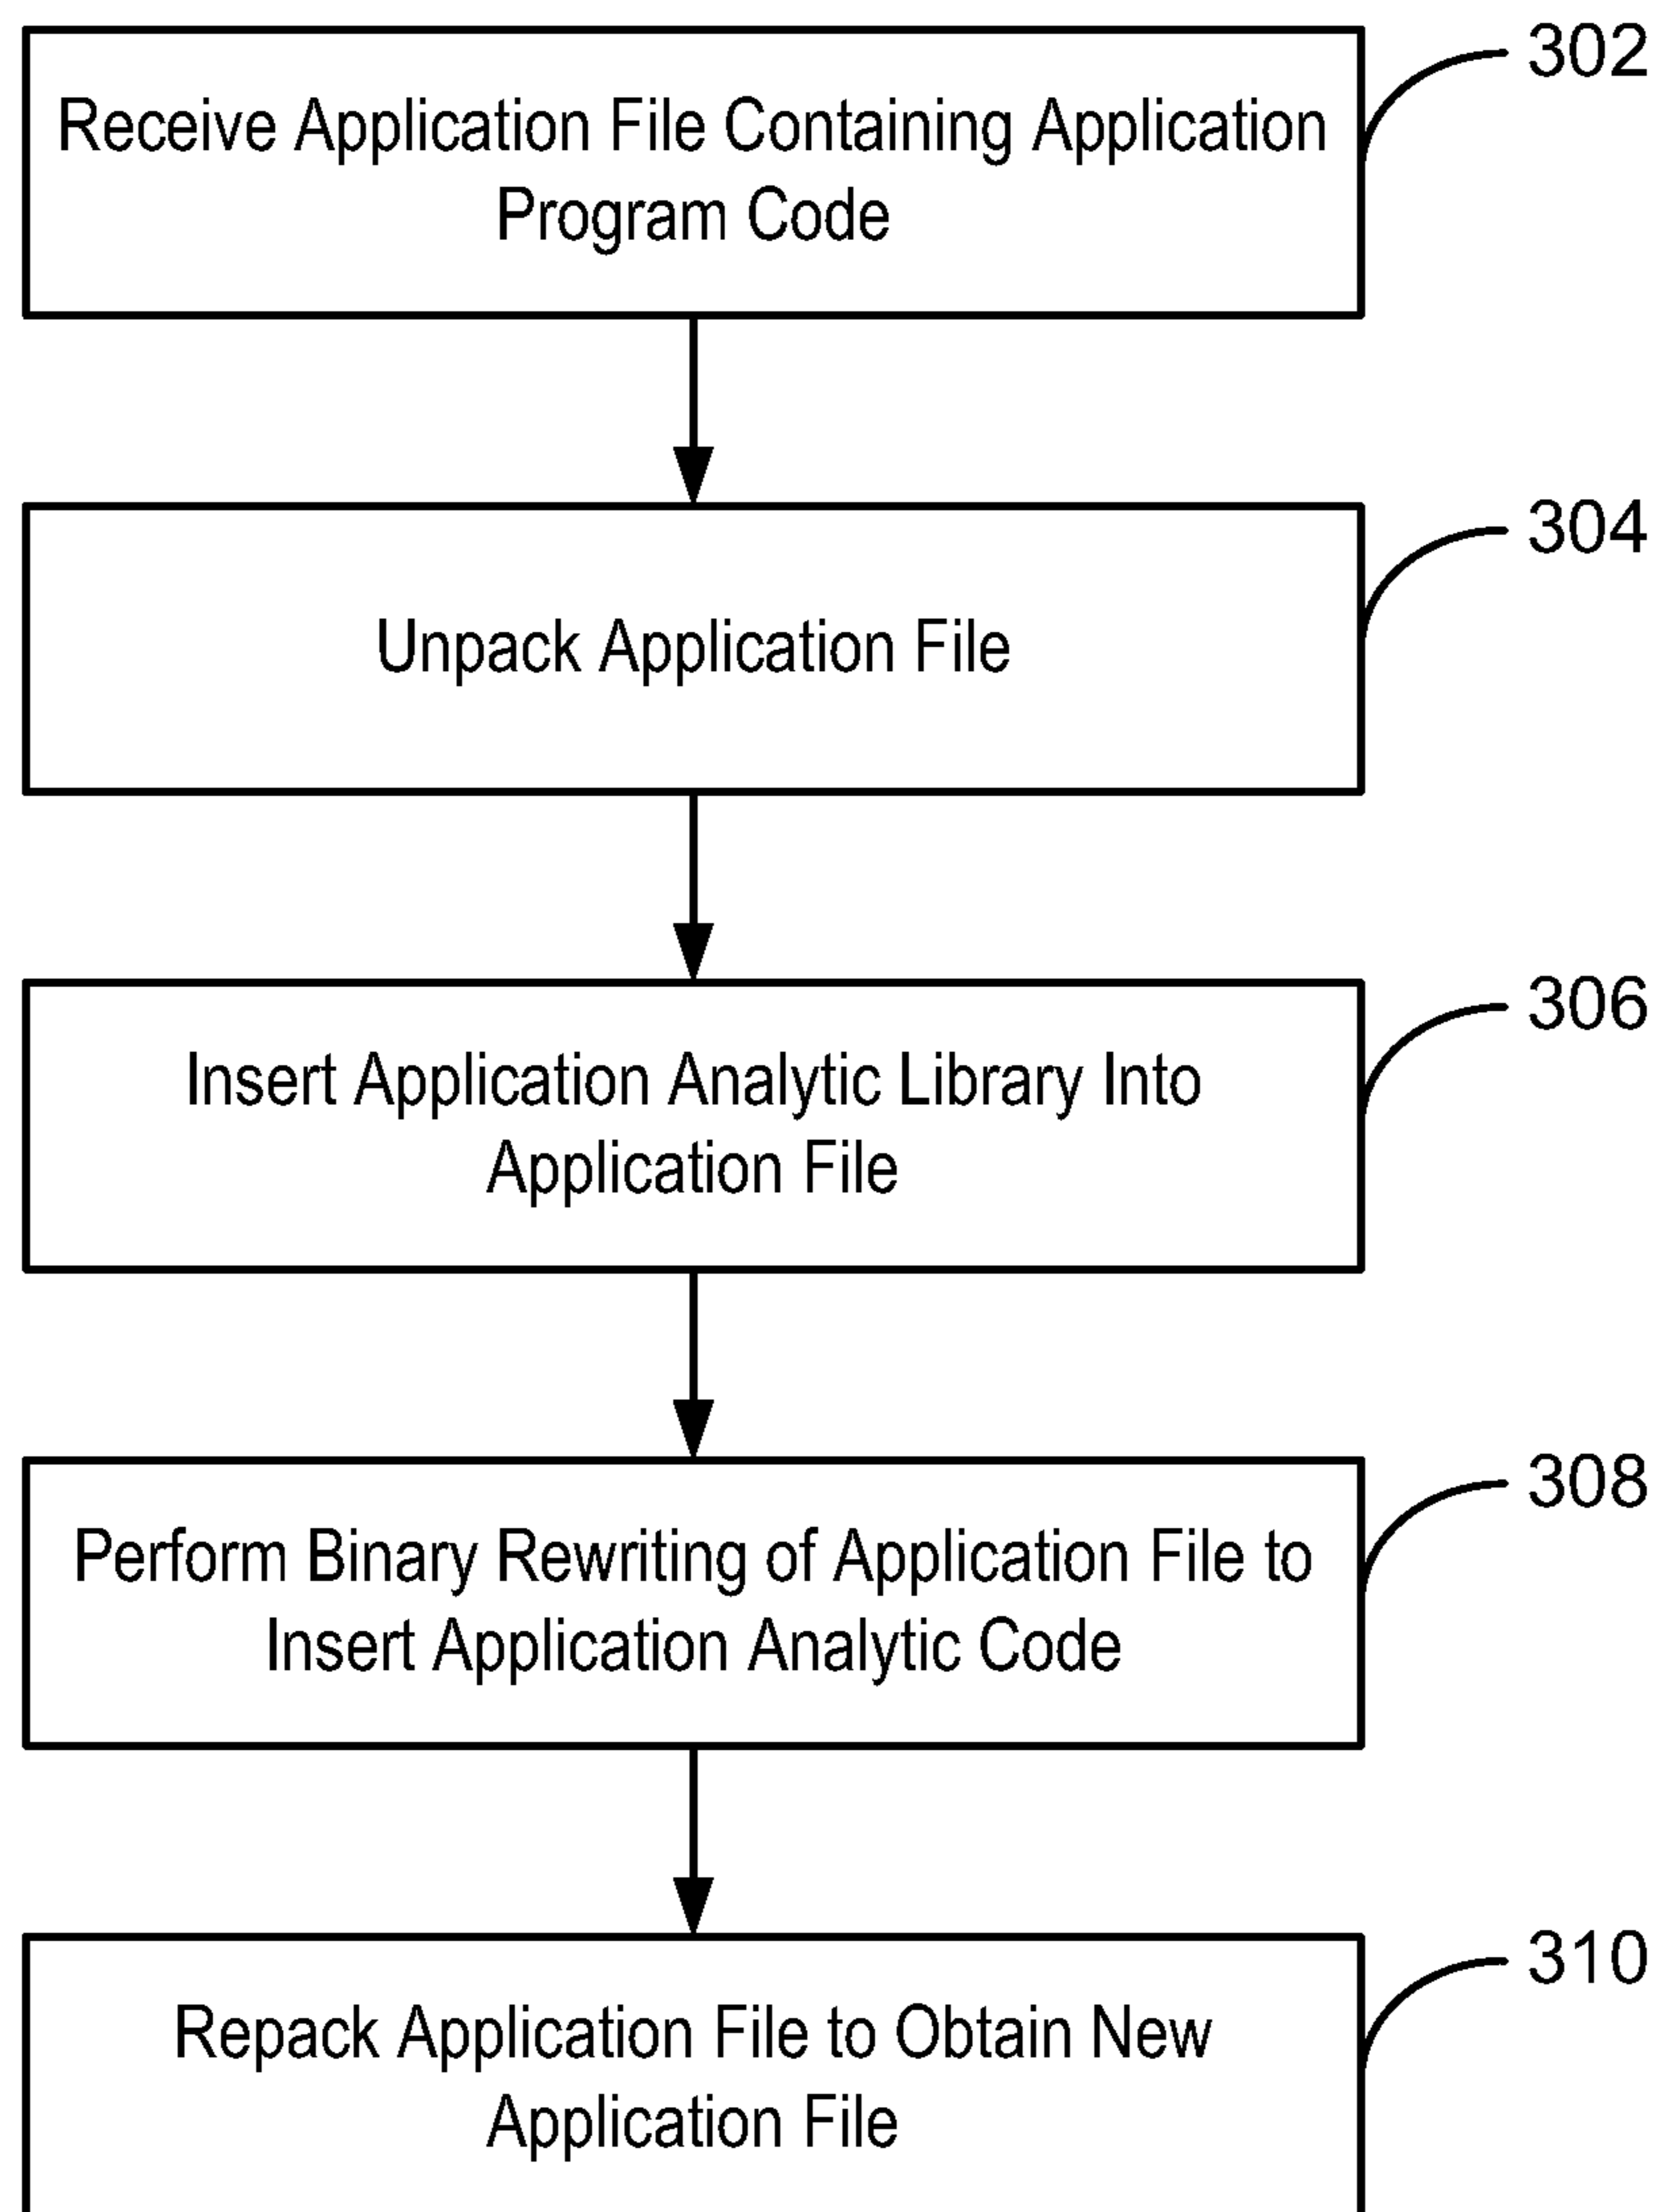 302
Receive Application File Containing Application
Program Code
304
Unpack Application File
306
Insert Application Analytic Library Into
Application File
308
Perform Binary Rewriting of Application File to
Insert Application Analytic Code
310
Repack Application File to Obtain New
Application File